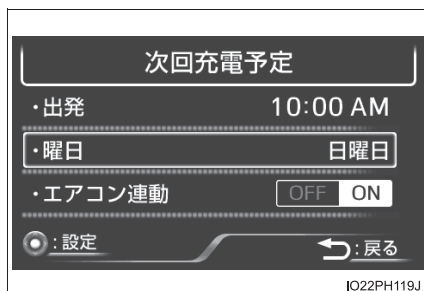 次回充電予定
・出発 10:00 AM
・曜日 日曜日
・エアコン連動 OFF ON
:設定 :戻る
IO22PH119J